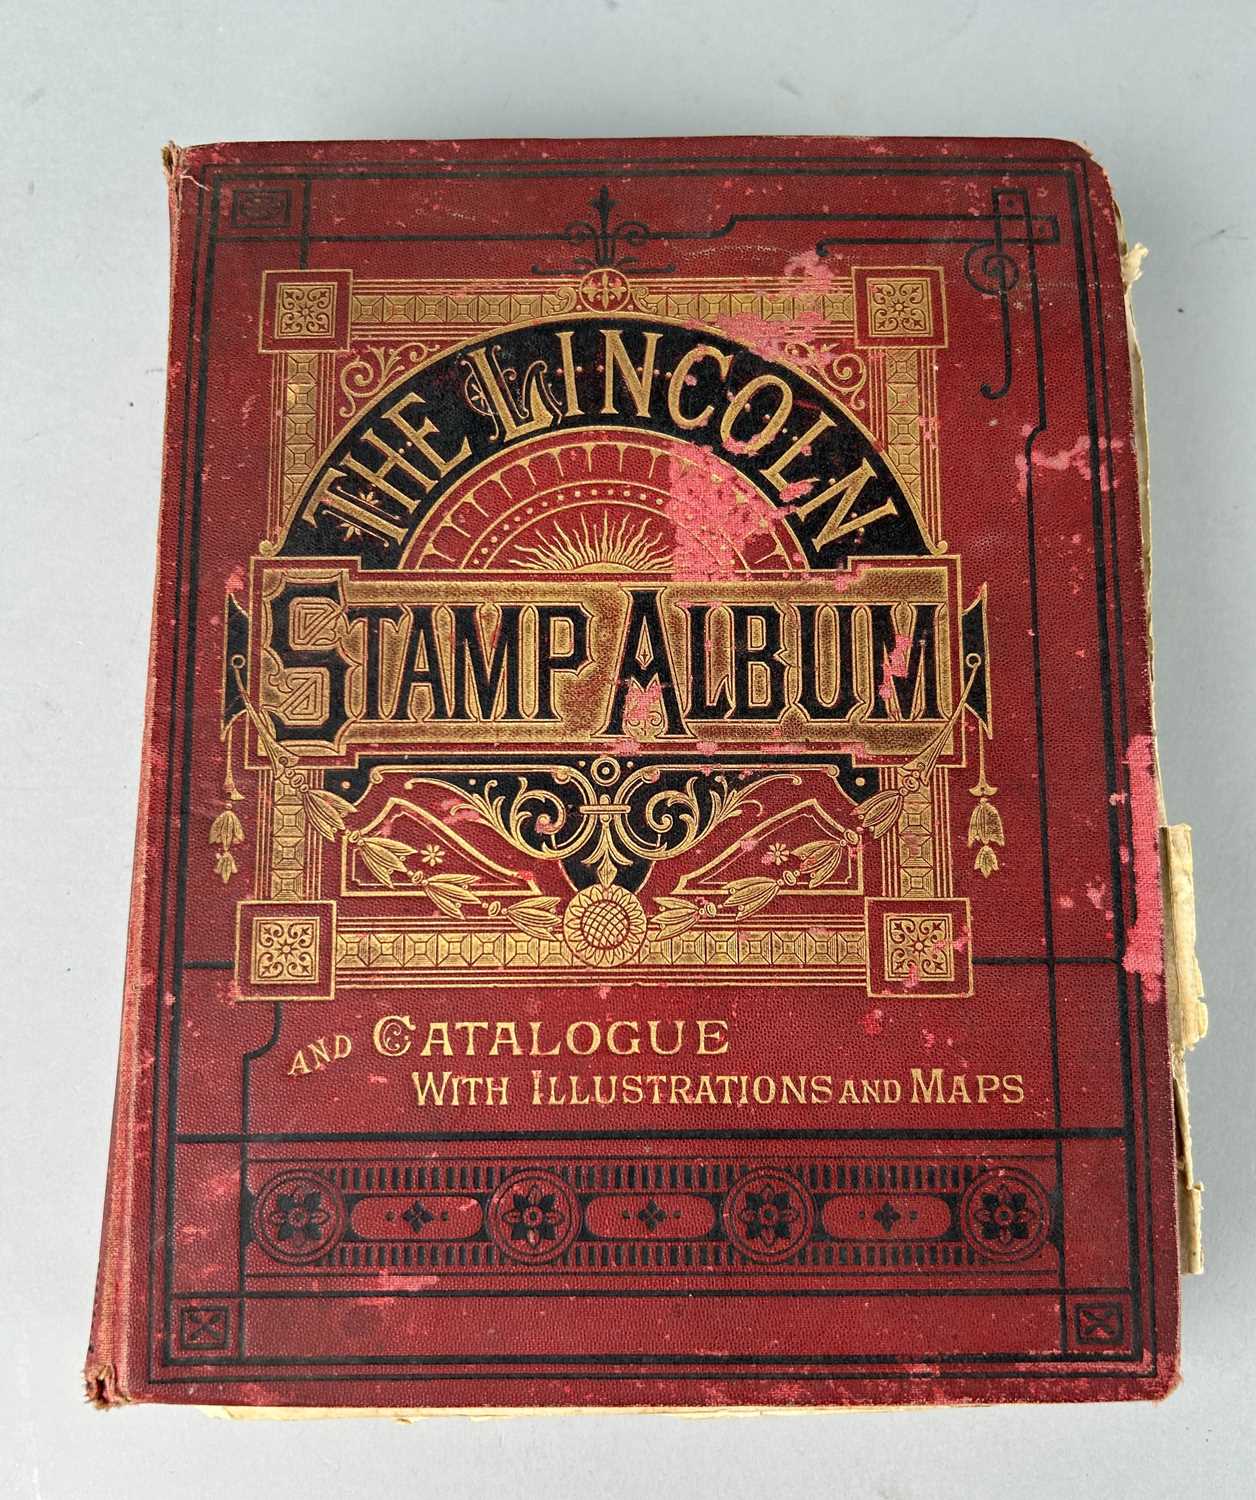 THE LINCOLN
STAMP ALBUM
AND CATALOGUE
WITH ILLUSTRATIONS AND MAPS